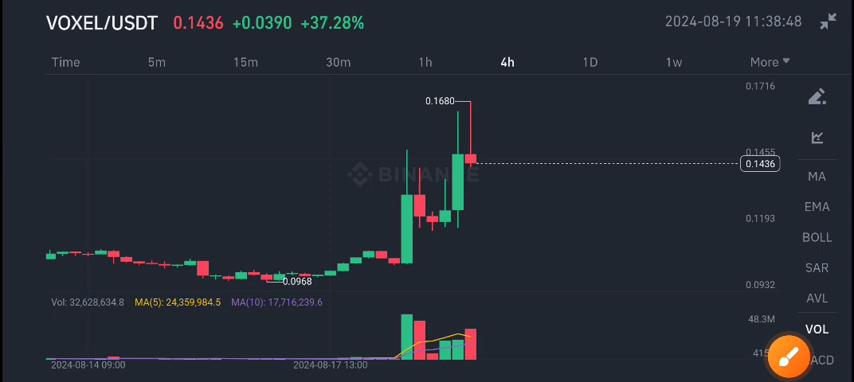 VOXEL/USDT 0.1436 +0.0390 +37.28% 2024-08-19 11:38:48
Time 5m 15m 30m 1h 4h 1D 1w More
0.1716
0.1680
0.1455
0.1436
BINANCE
MA
EMA
0.1193
BOLL
SAR
0.0968
0.0932
AVL
Vol: 32,628,634.8 MA(5): 24,359,984.5 MA(10): 17,716,239.6
48.3M
VOL
415
ACD
2024-08-14 09:00 2024-08-17 13:00